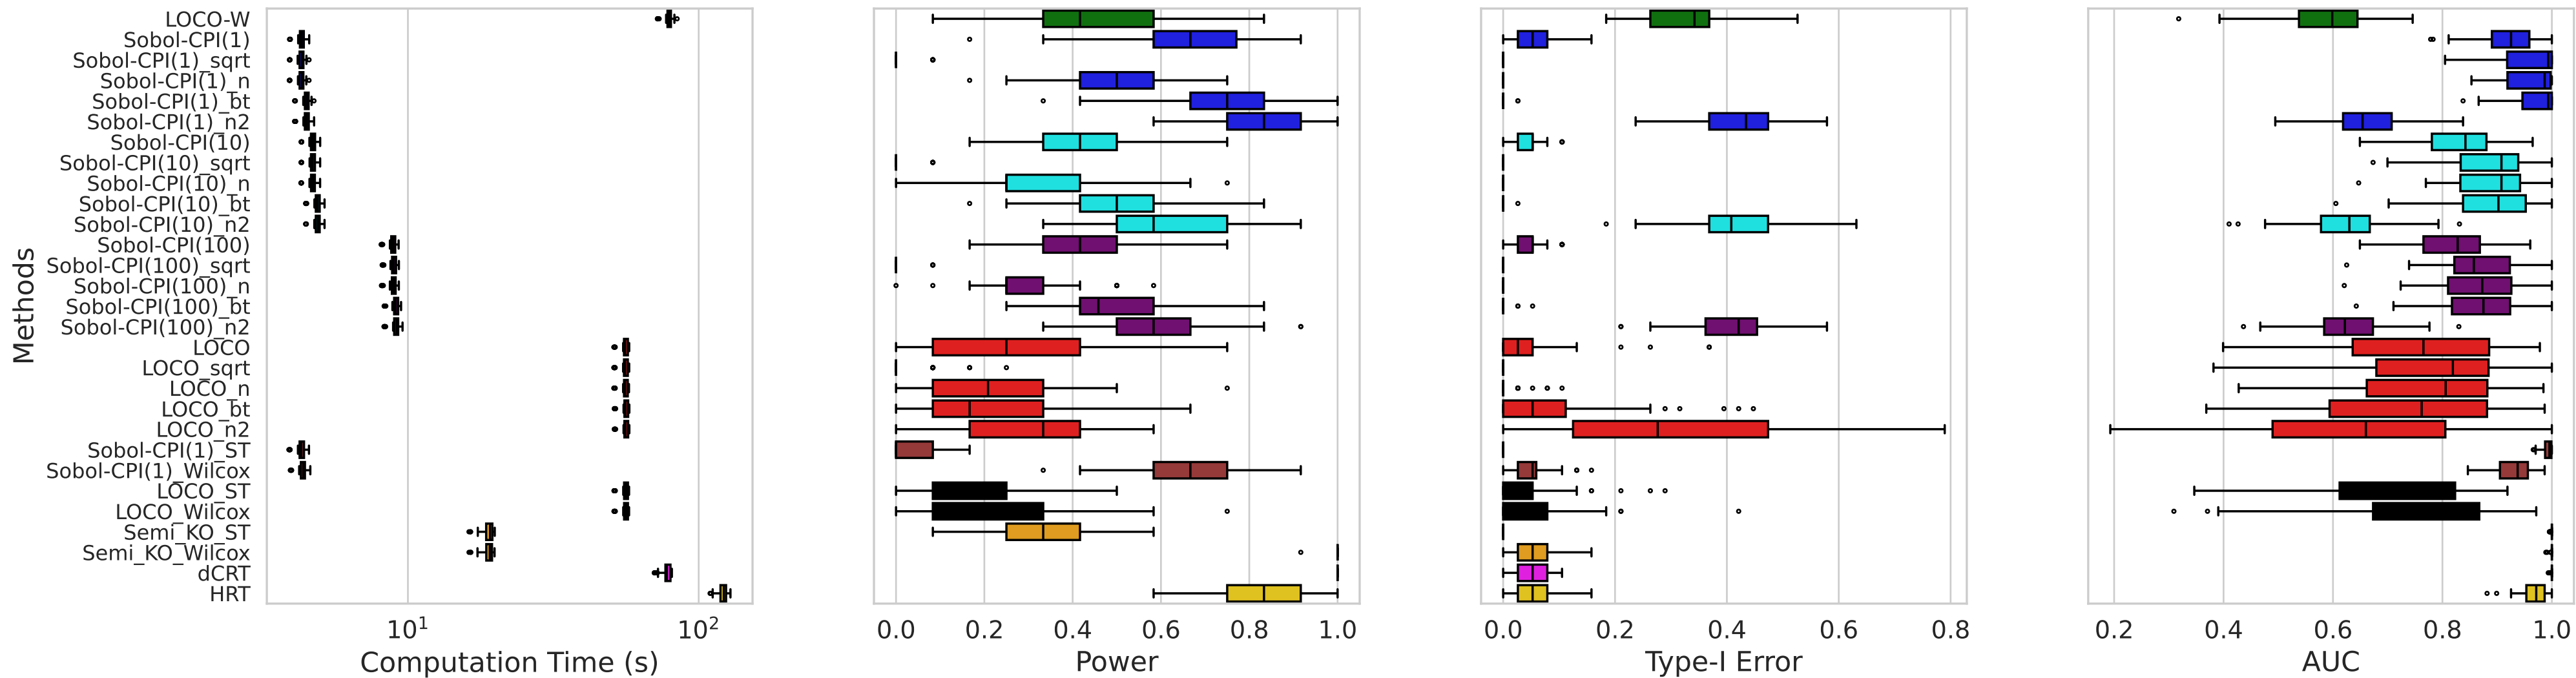 Methods
LOCO-W
Sobol-CPI(1)
Sobol-CPI(1)_sqrt
Sobol-CPI(1)_n
Sobol-CPI(1)_bt
Sobol-CPI(1)_n2
Sobol-CPI(10)
Sobol-CPI(10)_sqrt
Sobol-CPI(10)_n
Sobol-CPI(10)_bt
Sobol-CPI(10)_n2
Sobol-CPI(100)
Sobol-CPI(100)_sqrt
Sobol-CPI(100)_n
Sobol-CPI(100)_bt
Sobol-CPI(100)_n2
LOCO
LOCO_sqrt
LOCO_n
LOCO_bt
LOCO_n2
Sobol-CPI(1)_ST
Sobol-CPI(1)_Wilcox
LOCO_ST
LOCO_Wilcox
Semi_KO_ST
Semi_KO_Wilcox
dCRT
HRT
10¹ 10²
Computation Time (s)
0.0 0.2 0.4 0.6 0.8 1.0
Power
0.0 0.2 0.4 0.6 0.8
Type-I Error
0.2 0.4 0.6 0.8 1.0
AUC